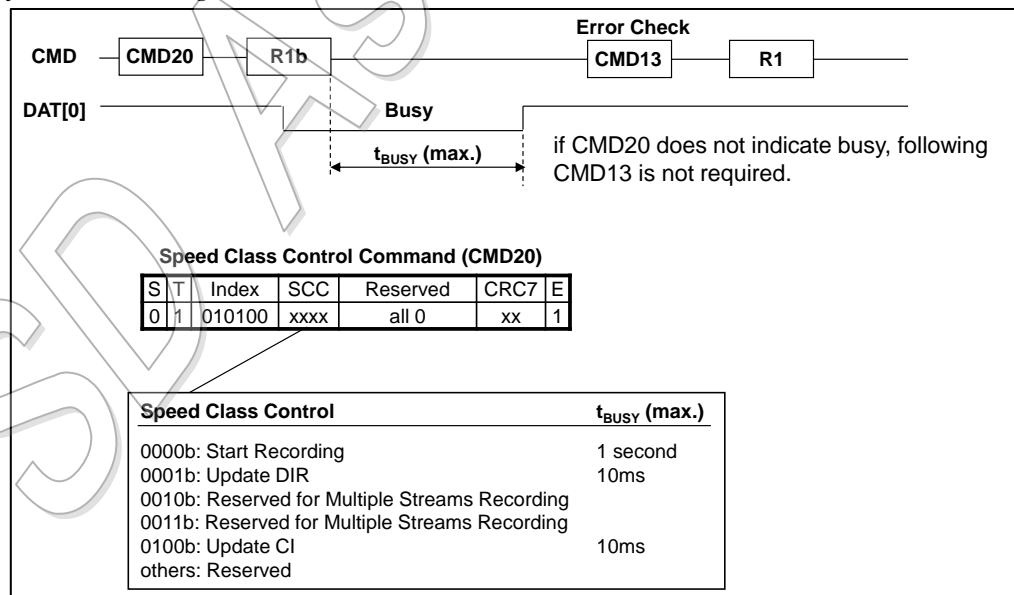 Error Check
CMD CMD20 R1b CMD13 R1
DAT[0] Busy
tBUSY (max.)
if CMD20 does not indicate busy, following
CMD13 is not required.
Speed Class Control Command (CMD20)
S T Index SCC Reserved CRC7 E
0 1 010100 xxxx all 0 xx 1
Speed Class Control tBUSY (max.)
0000b: Start Recording 1 second
0001b: Update DIR 10ms
0010b: Reserved for Multiple Streams Recording
0011b: Reserved for Multiple Streams Recording
0100b: Update CI 10ms
others: Reserved
SD AS